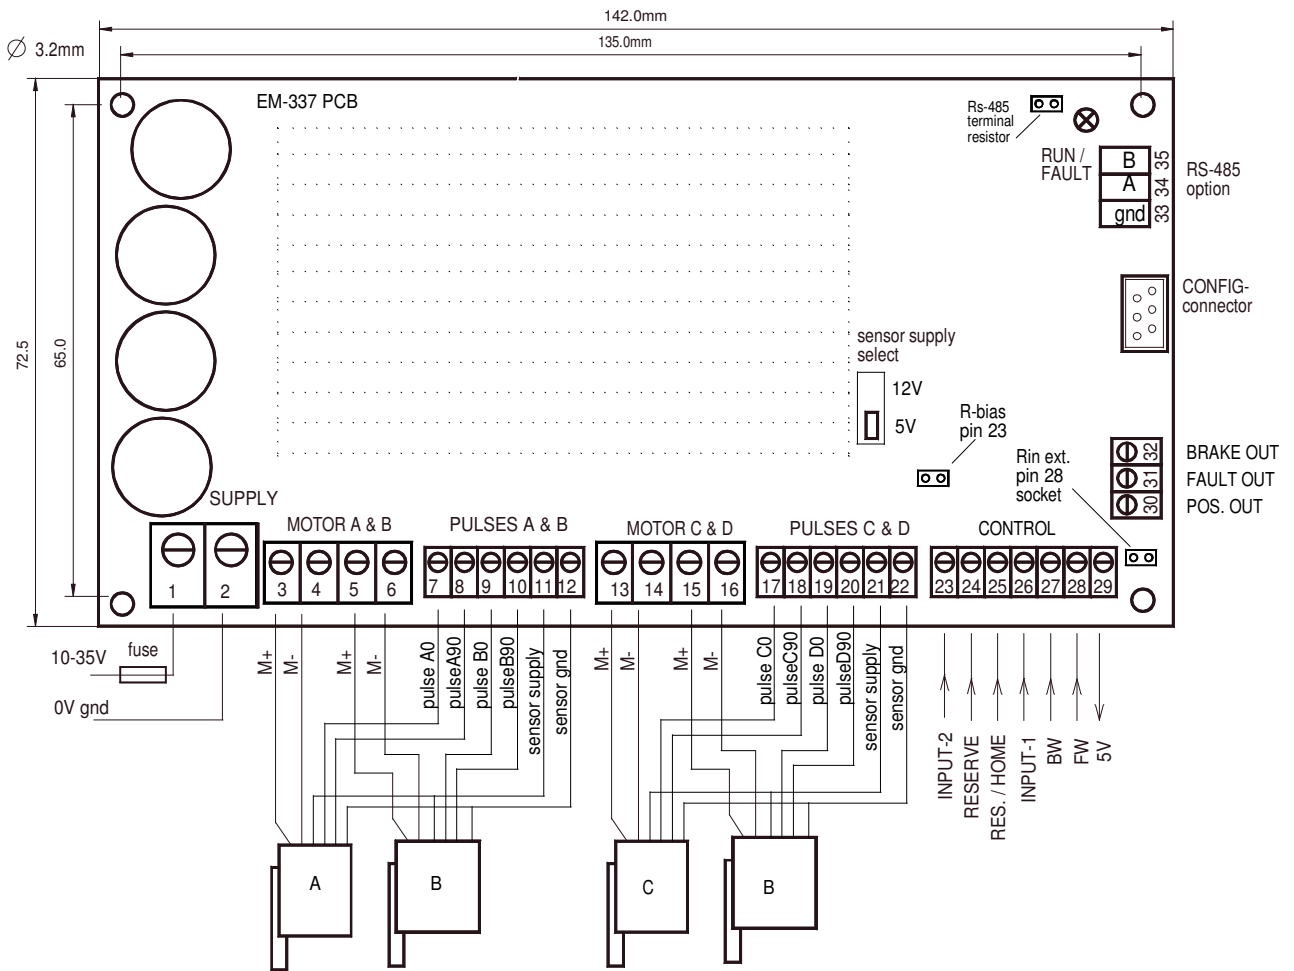 142.0mm
135.0mm
3.2mm
72.5
65.0
EM-337 PCB
Rs-485
terminal
resistor
RUN /
FAULT
B
A
gnd
35
34
33
RS-485
option
CONFIG-
connector
sensor supply
select
12V
5V
R-bias
pin 23
Rin ext.
pin 28
socket
32
31
30
BRAKE OUT
FAULT OUT
POS. OUT
SUPPLY
MOTOR A & B
PULSES A & B
MOTOR C & D
PULSES C & D
CONTROL
1 2
3 4 5 6
7 8 9 10 11 12
13 14 15 16
17 18 19 20 21 22
23 24 25 26 27 28 29
10-35V
fuse
0V gnd
M+
M-
M+
M-
pulse A0
pulseA90
pulse B0
pulseB90
sensor supply
sensor gnd
M+
M-
M+
M-
pulse C0
pulseC90
pulse D0
pulseD90
sensor supply
sensor gnd
INPUT-2
RESERVE
RES. / HOME
INPUT-1
BW
FW
5V
A
B
C
B